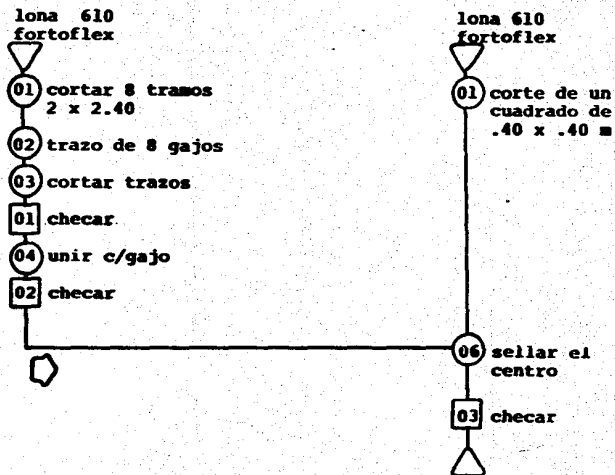 lona 610
fortoflex
01 cortar 8 tramos
2 x 2.40
02 trazo de 8 gajos
03 cortar trazos
01 checar
04 unir c/gajo
02 checar
lona 610
fortoflex
01 corte de un
cuadrado de
.40 x .40 m
06 sellar el
centro
03 checar